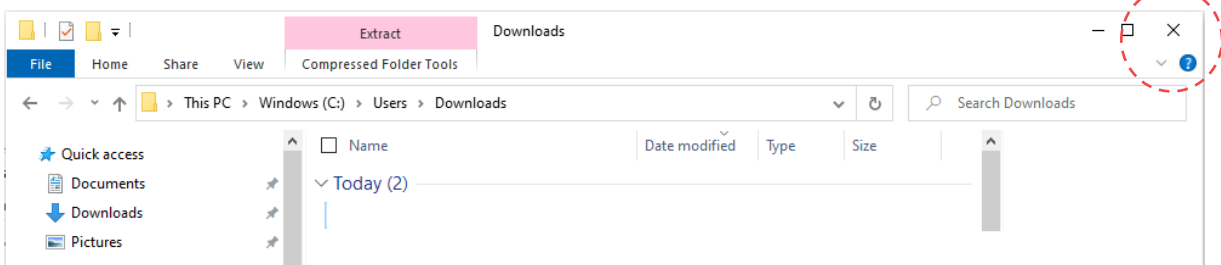 Extract Downloads
File Home Share View Compressed Folder Tools
This PC Windows (C:) Users Downloads Search Downloads
Quick access Name Date modified Type Size
Documents Today (2)
Downloads
Pictures